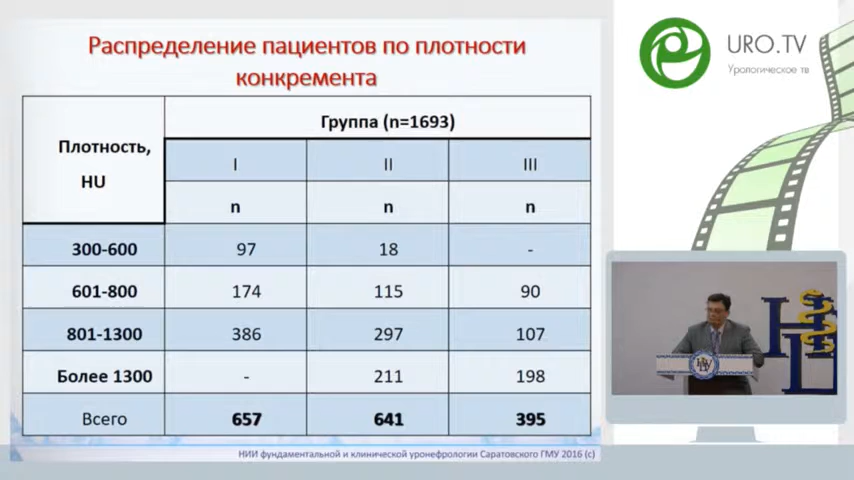 Распределение пациентов по плотности
конкремента
Плотность, HU
Группа (n=1693)
I II III
n n n
300-600 97 18 -
601-800 174 115 90
801-1300 386 297 107
Более 1300 - 211 198
Всего 657 641 395
НИИ фундаментальной и клинической уронефрологии Саратовского ГМУ 2016 (с)
URO.TV
Урологическое тв